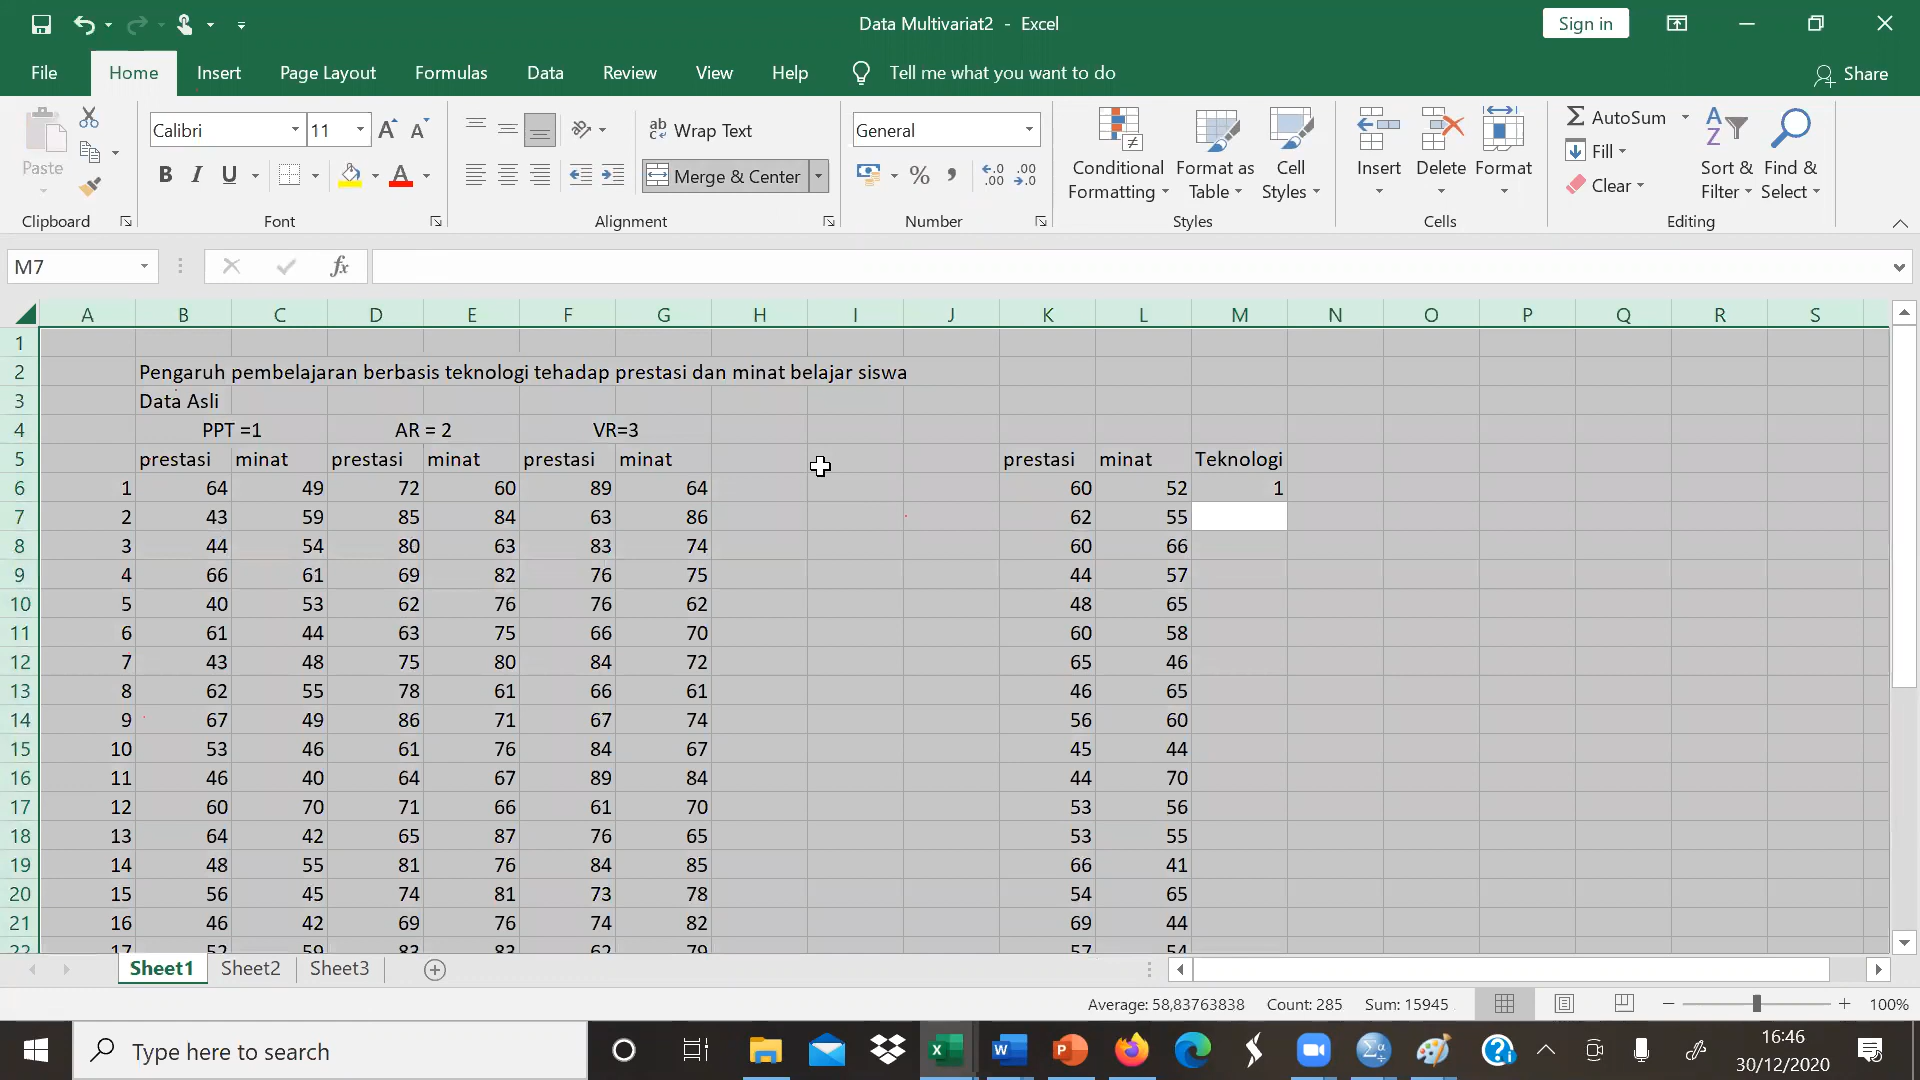 Data Multivariat2 - Excel
Sign in
File Home Insert Page Layout Formulas Data Review View Help Tell me what you want to do Share
Calibri 11 Wrap Text General AutoSum
Paste Conditional Format as Cell Insert Delete Format Fill Sort & Find &
B I U A Merge & Center % , Formatting Table Styles Clear Filter Select
Clipboard Font Alignment Number Styles Cells Editing
M7 fx
A B C D E F G H I J K L M N O P Q R S
1
2 Pengaruh pembelajaran berbasis teknologi tehadap prestasi dan minat belajar siswa
3 Data Asli
4 PPT =1 AR = 2 VR=3
5 prestasi minat prestasi minat prestasi minat prestasi minat Teknologi
6 1 64 49 72 60 89 64 60 52 1
7 2 43 59 85 84 63 86 62 55
8 3 44 54 80 63 83 74 60 66
9 4 66 61 69 82 76 75 44 57
10 5 40 53 62 76 76 62 48 65
11 6 61 44 63 75 66 70 60 58
12 7 43 48 75 80 84 72 65 46
13 8 62 55 78 61 66 61 46 65
14 9 67 49 86 71 67 74 56 60
15 10 53 46 61 76 84 67 45 44
16 11 46 40 64 67 89 84 44 70
17 12 60 70 71 66 61 70 53 56
18 13 64 42 65 87 76 65 53 55
19 14 48 55 81 76 84 85 66 41
20 15 56 45 74 81 73 78 54 65
21 16 46 42 69 76 74 82 69 44
22 17 52 59 83 83 62 79 57 54
Sheet1 Sheet2 Sheet3
Average: 58,83763838 Count: 285 Sum: 15945 100%
Type here to search
16:46
30/12/2020